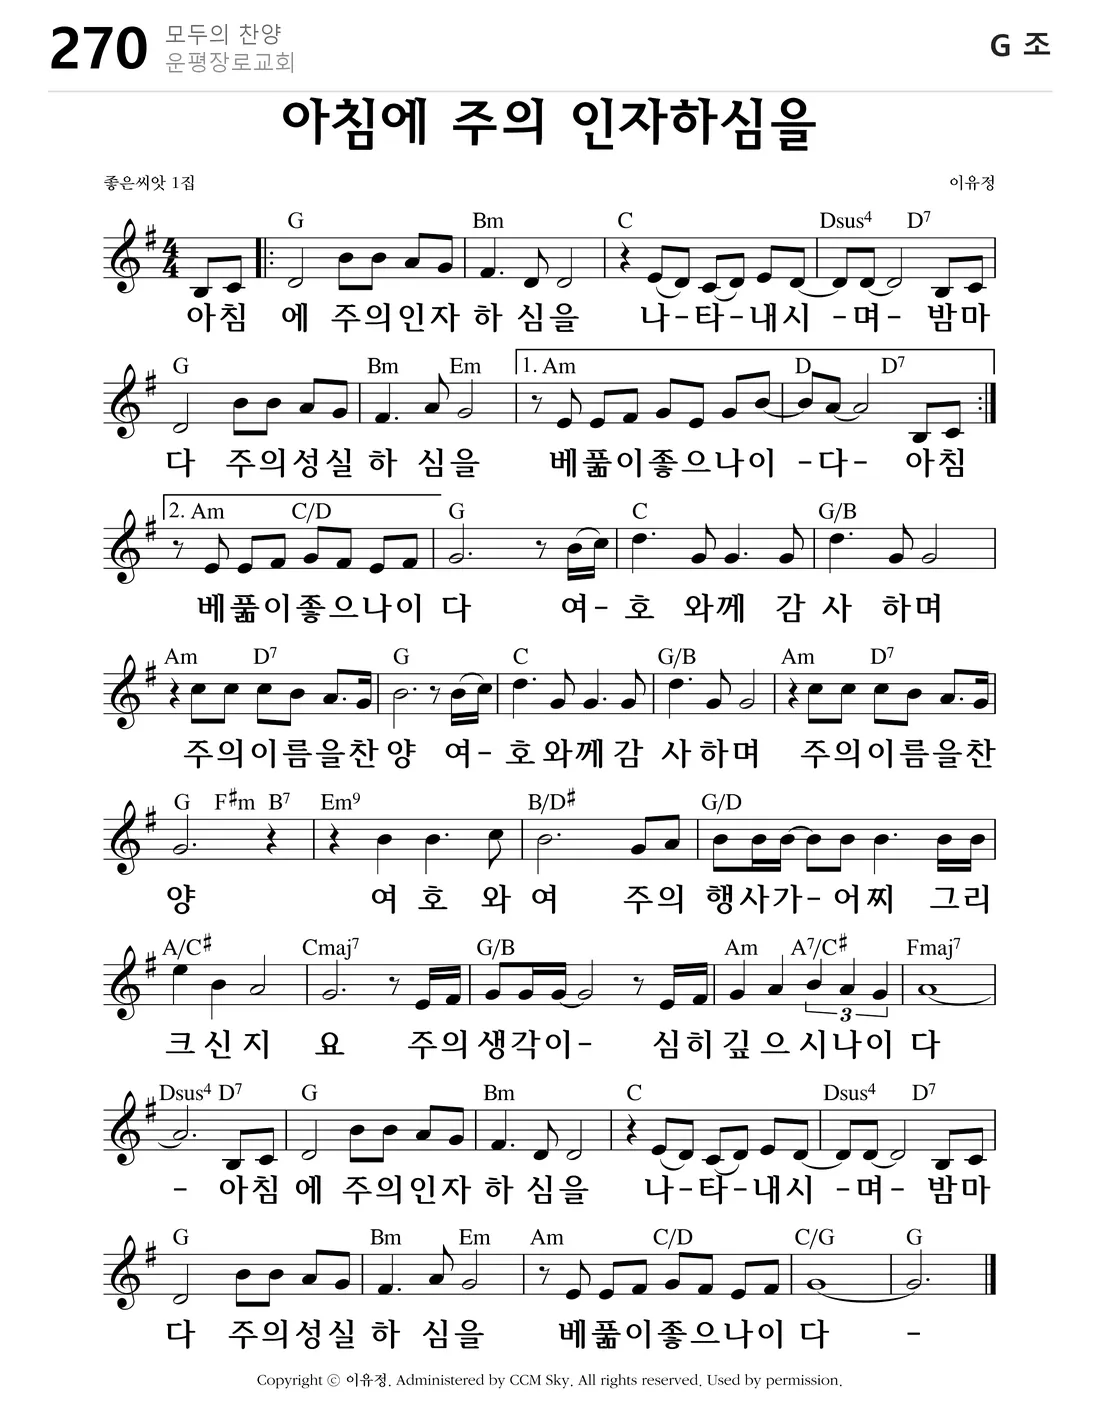 270 모두의 찬양
운평장로교회
G 조
아침에 주의 인자하심을
좋은씨앗 1집 이유정
G Bm C Dsus4 D7
아침 에 주의인자 하 심을 나-타-내시 -며- 밤마
G Bm Em 1. Am D D7
다 주의성실 하 심을 베풂이좋으나이 -다- 아침
2. Am C/D G C G/B
베풂이좋으나이 다 여- 호 와께 감 사 하며
Am D7 G C G/B Am D7
주의이름을찬 양 여- 호와께 감 사하며 주의이름을찬
G F#m B7 Em9 B/D# G/D
양 여 호 와 여 주의 행사가- 어찌 그리
A/C# Cmaj7 G/B Am A7/C# Fmaj7
3
크 신 지 요 주의 생각이- 심히 깊 으 시나이 다
Dsus4 D7 G Bm C Dsus4 D7
- 아침 에 주의인자 하 심을 나-타-내시 -며- 밤마
G Bm Em Am C/D C/G G
다 주의성실 하 심을 베풂이좋으나이 다 -
Copyright ⓒ 이유정. Administered by CCM Sky. All rights reserved. Used by permission.